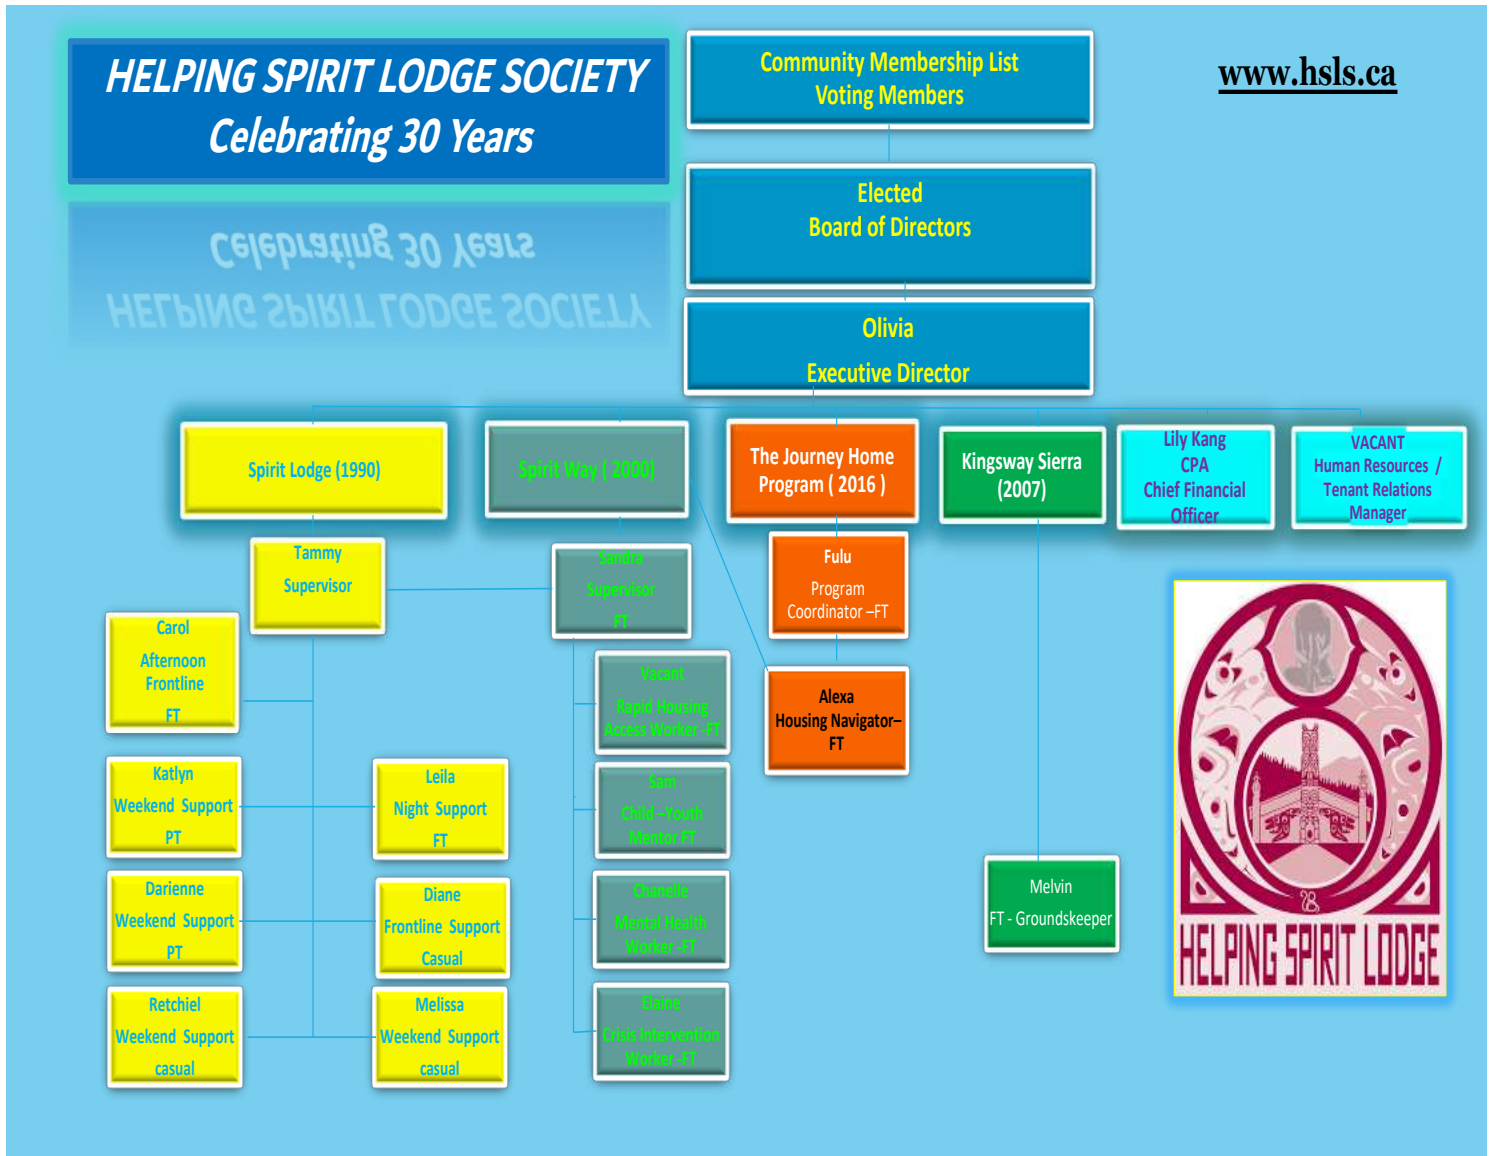 HELPING SPIRIT LODGE SOCIETY
Celebrating 30 Years
Community Membership List
Voting Members
www.hsls.ca
Elected
Board of Directors
Celebrating 30 Years
HELPING SPIRIT LODGE SOCIETY
Olivia
Executive Director
Spirit Lodge (1990)
Spirit Way ( 2000)
The Journey Home
Program ( 2016 )
Kingsway Sierra
(2007)
Lily Kang
CPA
Chief Financial
Officer
VACANT
Human Resources /
Tenant Relations
Manager
Tammy
Supervisor
Sandra
Supervisor
FT
Fulu
Program
Coordinator –FT
Carol
Afternoon
Frontline
FT
Vacant
Rapid Housing
Access Worker -FT
Alexa
Housing Navigator–
FT
Katlyn
Weekend Support
PT
Leila
Night Support
FT
Sam
Child –Youth
Mentor FT
Darienne
Weekend Support
PT
Diane
Frontline Support
Casual
Chenelle
Mental Health
Worker -FT
Melvin
FT - Groundskeeper
Retchiel
Weekend Support
casual
Melissa
Weekend Support
casual
Elaine
Crisis Intervention
Worker -FT
HELPING SPIRIT LODGE